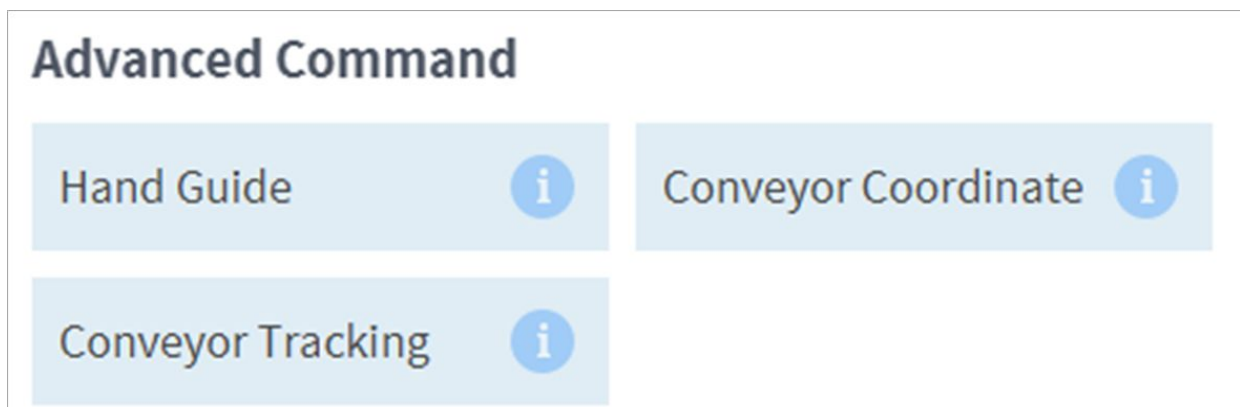 Advanced Command
Hand Guide i Conveyor Coordinate i
Conveyor Tracking i